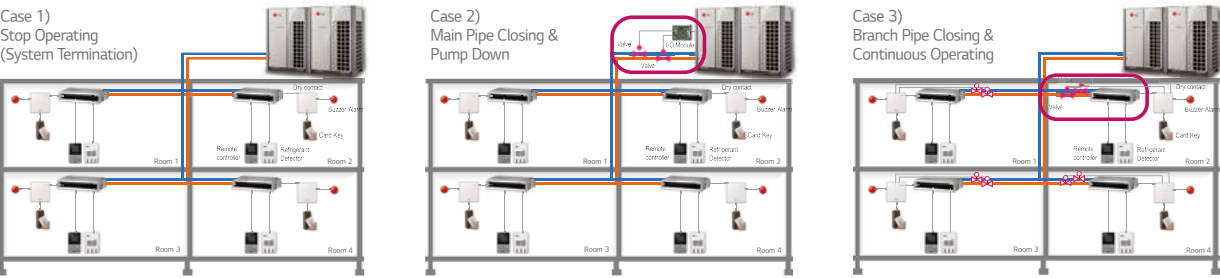 Case 1)
Stop Operating
(System Termination)
Dry contact
Buzzer Alarm
Card Key
Remote
controller
Refrigerant
Detector
Room 1
Room 2
Room 3
Room 4
Case 2)
Main Pipe Closing &
Pump Down
Valve
I/O Module
Valve
Dry contact
Buzzer Alarm
Card Key
Remote
controller
Refrigerant
Detector
Room 1
Room 2
Room 3
Room 4
Case 3)
Branch Pipe Closing &
Continuous Operating
Valve
Dry contact
Buzzer Alarm
Card Key
Remote
controller
Refrigerant
Detector
Room 1
Room 2
Room 3
Room 4